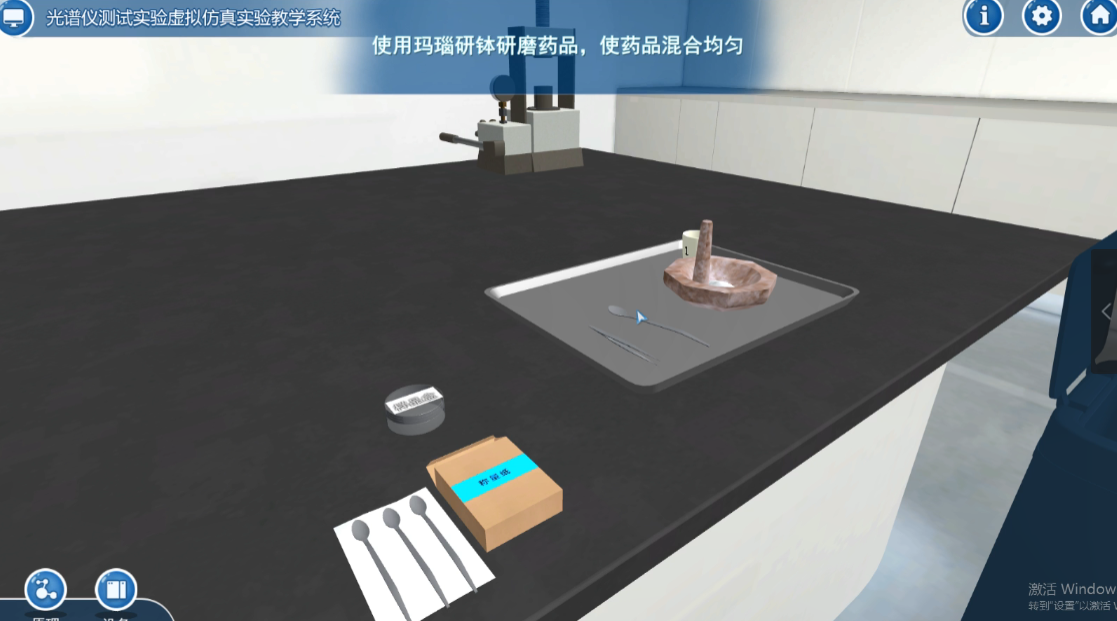 光谱仪测试实验虚拟仿真实验教学系统
使用玛瑙研钵研磨药品，使药品混合均匀
1
称量纸
激活 Window
转到"设置"以激活 W